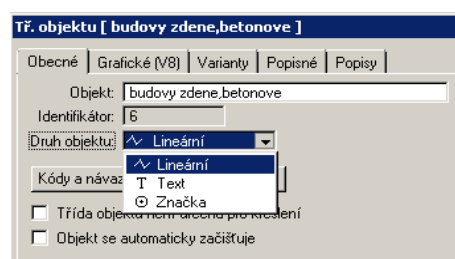 Tř. objektu [ budovy zdene,betonove ]
Obecné Grafické (V8) Varianty Popisné Popisy
Objekt: budovy zdene,betonove
Identifikátor: 6
Druh objektu: Lineární
Lineární
Kódy a návaz
T Text
Značka
Třída objektu není určena pro kreslení
Objekt se automaticky začišťuje